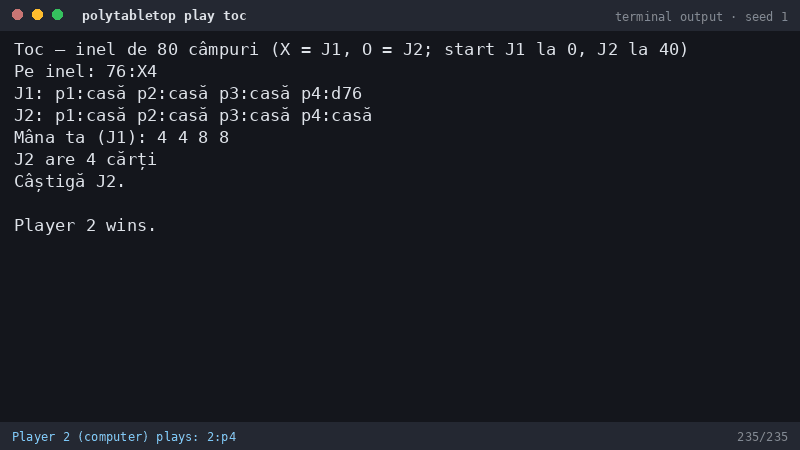 polytabletop play toc
terminal output · seed 1
Toc — inel de 80 câmpuri (X = J1, O = J2; start J1 la 0, J2 la 40)
Pe inel: 76:X4
J1: p1:casă p2:casă p3:casă p4:d76
J2: p1:casă p2:casă p3:casă p4:casă
Mâna ta (J1): 4 4 8 8
J2 are 4 cărți
Câștigă J2.
Player 2 wins.
Player 2 (computer) plays: 2:p4
235/235